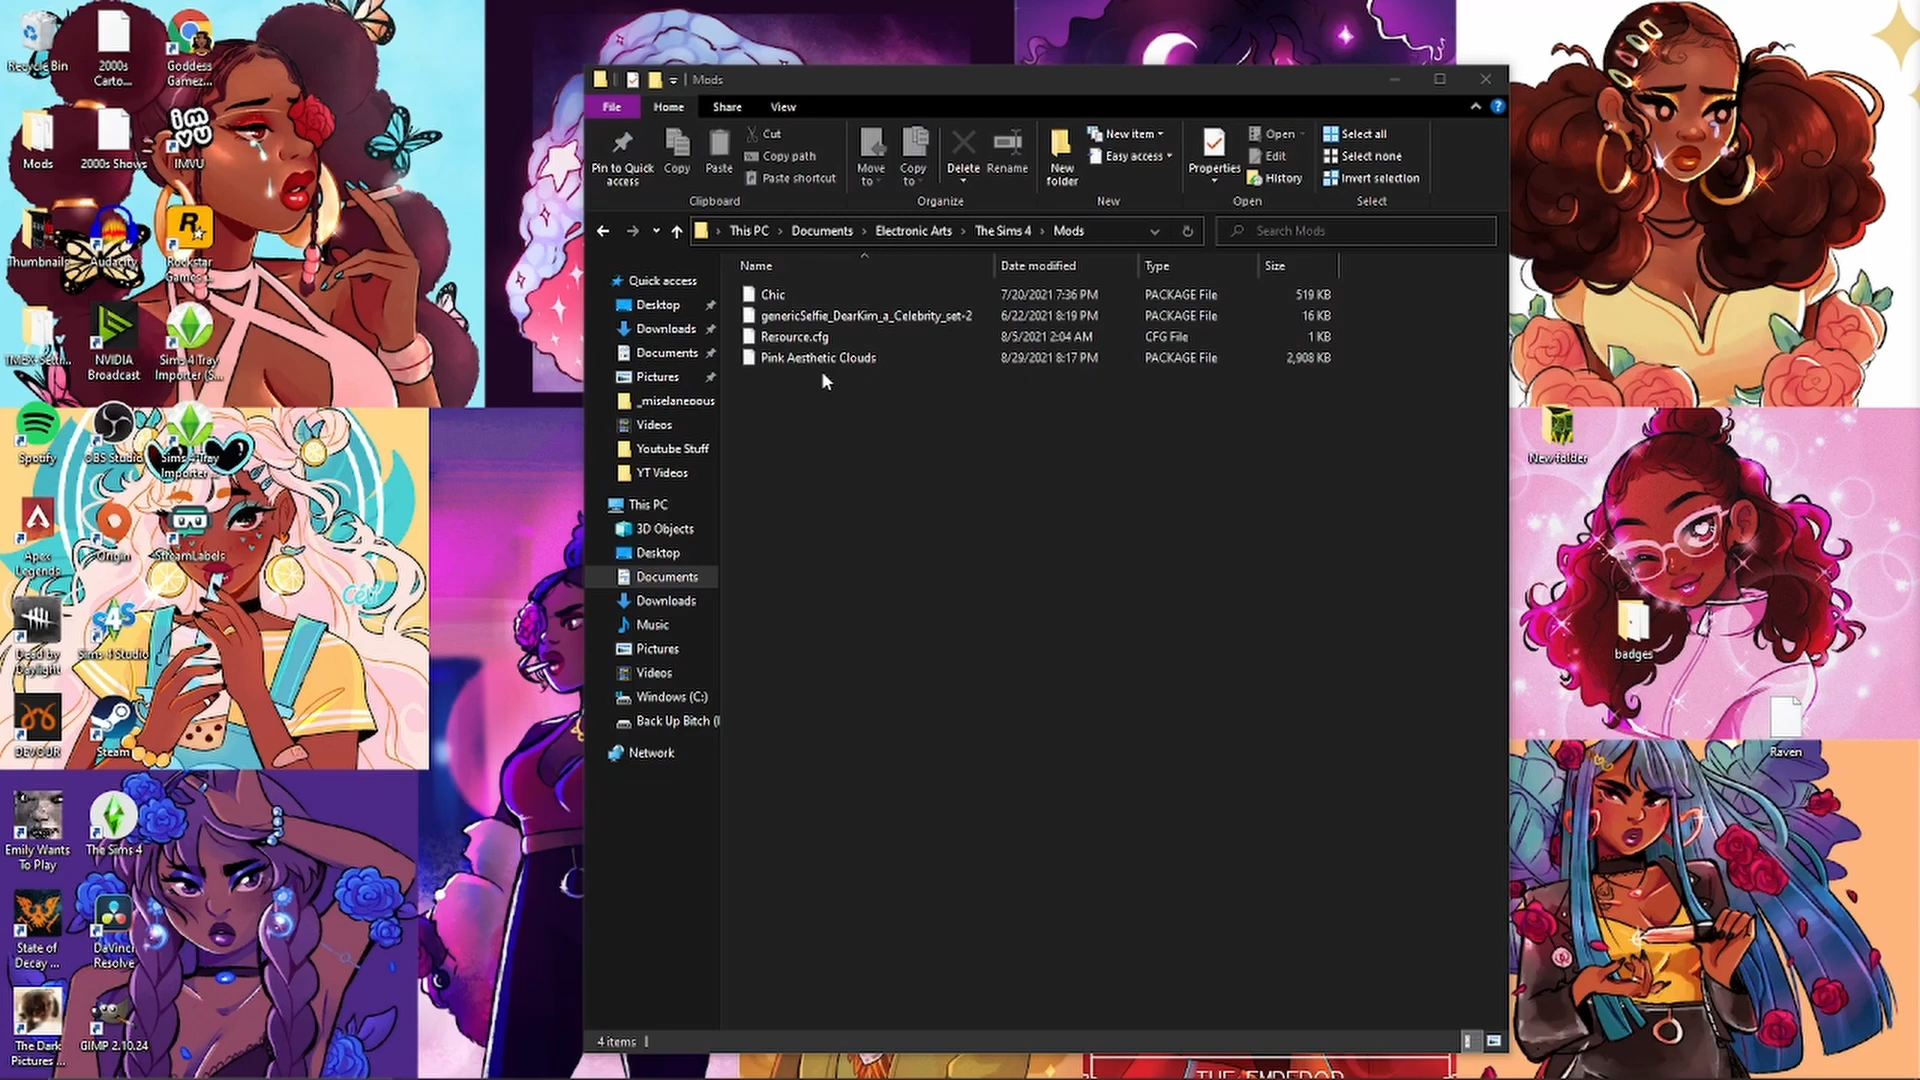 Recycle Bin
2000s
Carto...
Goddess
Gamez...
Mods
2000s Shows
IMVU
Thumbnails
Audacity
Rockstar
Games ...
NVIDIA
Broadcast
Sims 4 Tray
Importer (S...
Spotify
OBS Studio
Sims 4 Tray
Importer ...
Apex
Legends
Origin
StreamLabels
Dead by
Daylight
Sims 4 Studio
DEVOUR
Steam
Emily Wants
To Play
The Sims 4
State of
Decay ...
DaVinci
Resolve
The Dark
Pictures ...
GIMP 2.10.24
Mods
File
Home
Share
View
Pin to Quick
access
Copy
Paste
Cut
Copy path
Paste shortcut
Clipboard
Move
to
Copy
to
Delete
Rename
Organize
New
folder
New item
Easy access
New
Properties
Open
Edit
History
Open
Select all
Select none
Invert selection
Select
This PC
Documents
Electronic Arts
The Sims 4
Mods
Search Mods
Quick access
Desktop
Downloads
Documents
Pictures
_miselaneoous
Videos
Youtube Stuff
YT Videos
This PC
3D Objects
Desktop
Documents
Downloads
Music
Pictures
Videos
Windows (C:)
Back Up Bitch (
Network
Name Date modified Type Size
Chic 7/20/2021 7:36 PM PACKAGE File 519 KB
genericSelfie_DearKim_a_Celebrity_set-2 6/22/2021 8:19 PM PACKAGE File 16 KB
Resource.cfg 8/5/2021 2:04 AM CFG File 1 KB
Pink Aesthetic Clouds 8/29/2021 8:17 PM PACKAGE File 2,908 KB
4 items
New folder
badges
Raven
THE EMPEROR